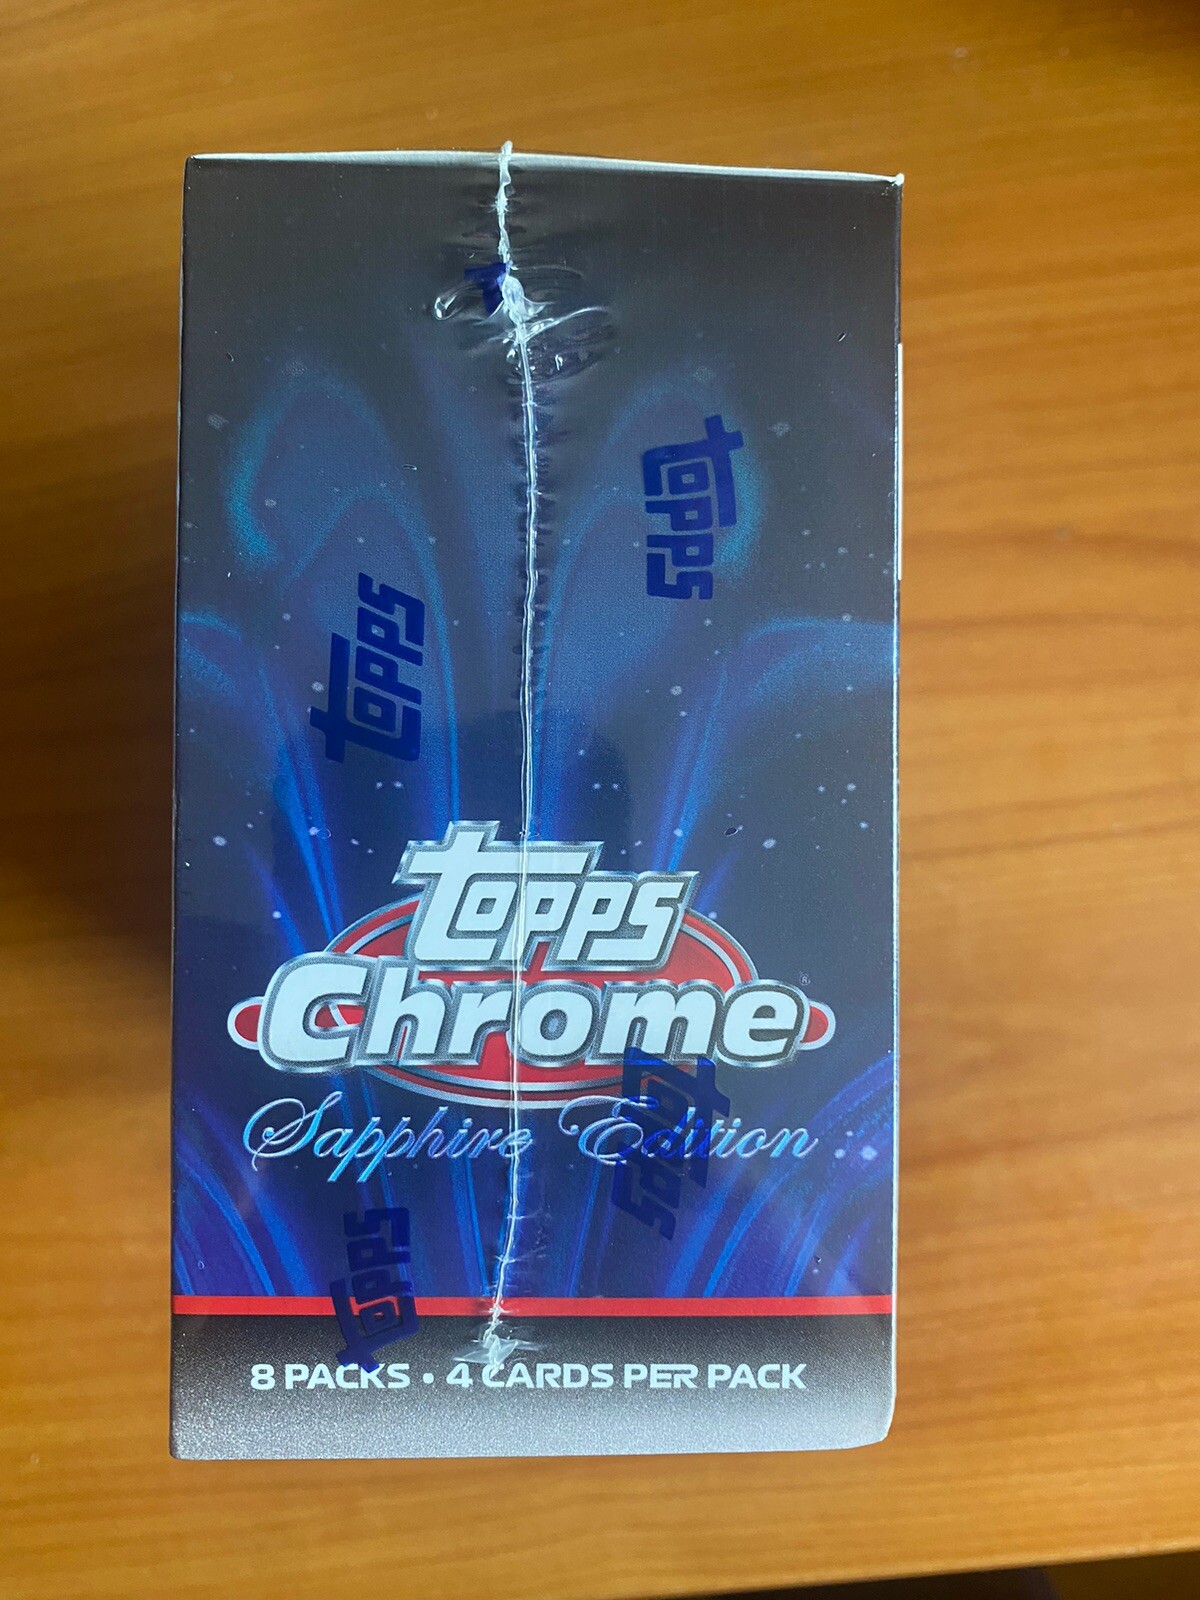 topps
topps
topps
Chrome®
Sapphire Edition
topps
topps
8 PACKS • 4 CARDS PER PACK